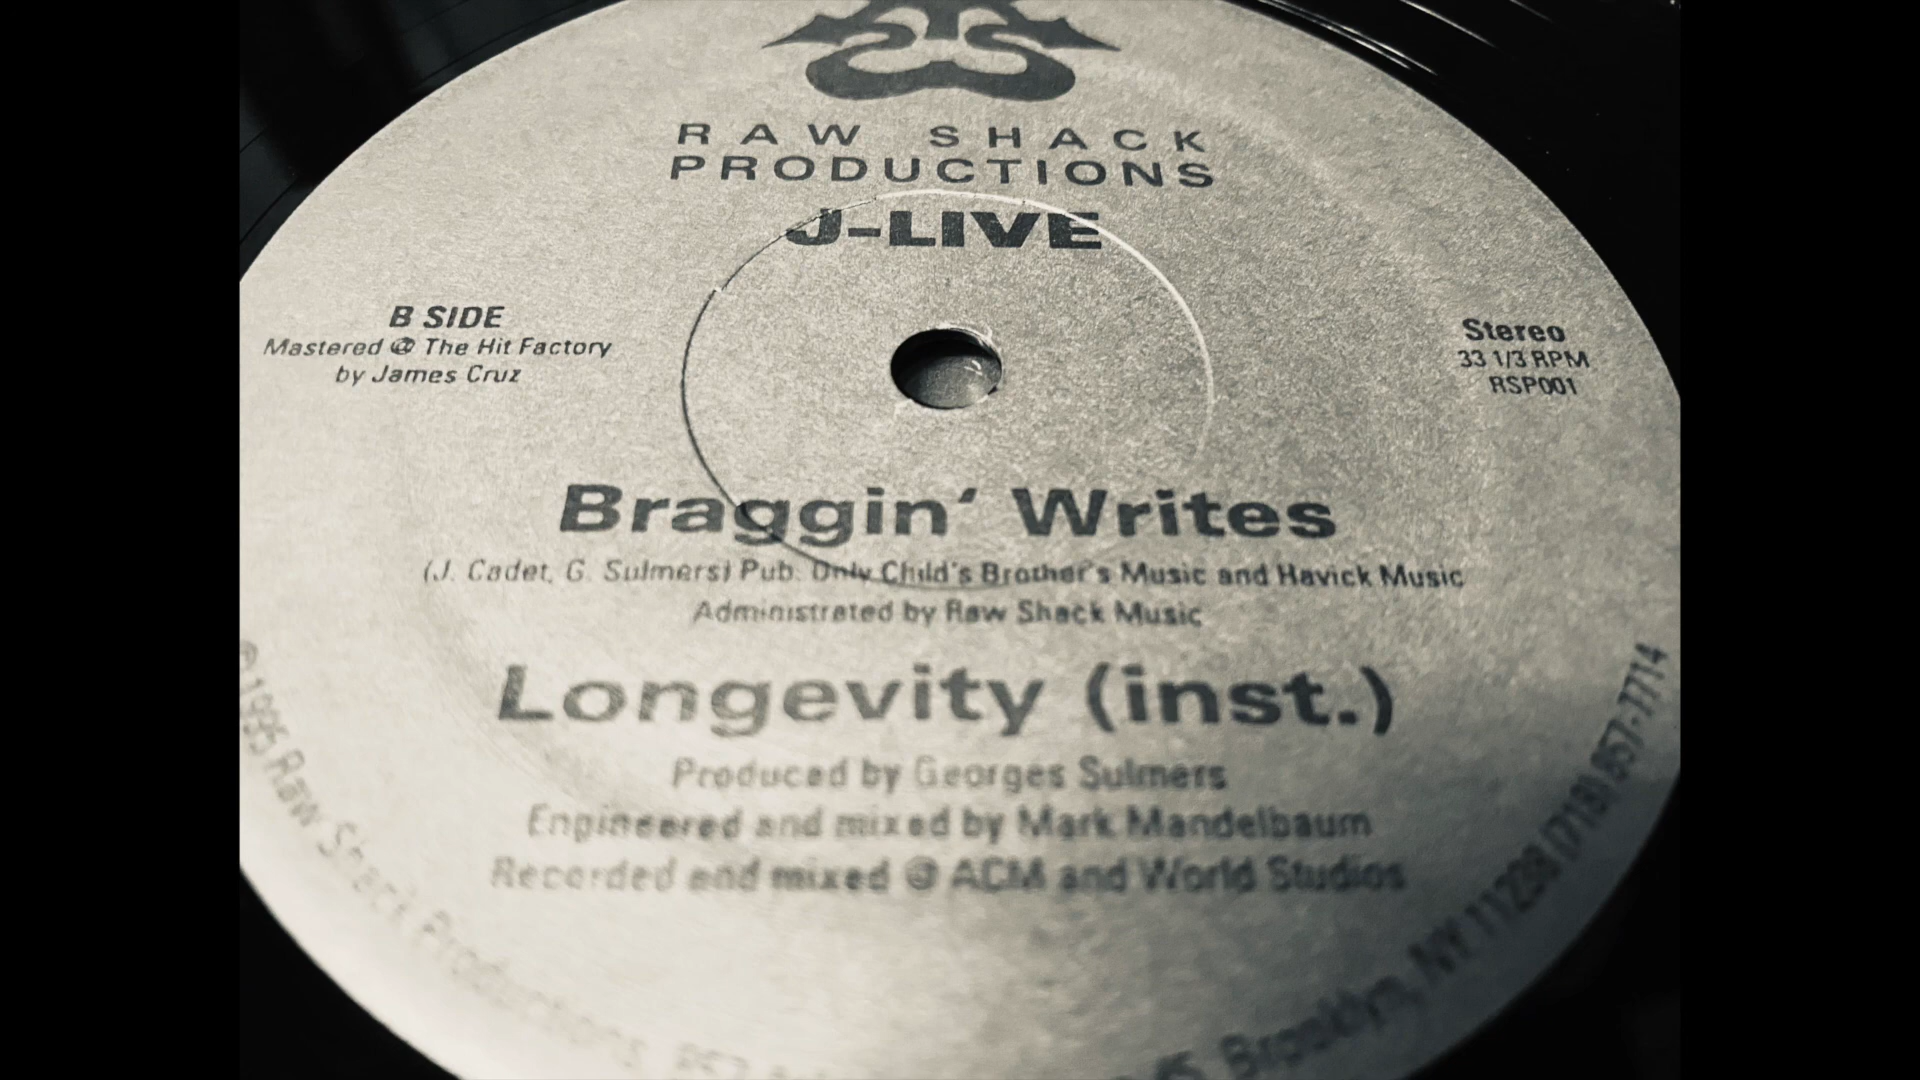 RAW SHACK
PRODUCTIONS
J-LIVE
B SIDE
Mastered @ The Hit Factory
by James Cruz
Stereo
33 1/3 RPM
RSP001
Braggin' Writes
(J. Cadet, G. Sulmers) Pub. Only Child's Brother's Music and Havick Music
Administrated by Raw Shack Music
Longevity (inst.)
Produced by Georges Sulmers
Engineered and mixed by Mark Mandelbaum
Recorded and mixed @ ACM and World Studios
©1995 Raw Shack Productions, Brooklyn, NY 11238 (718) 857-7714